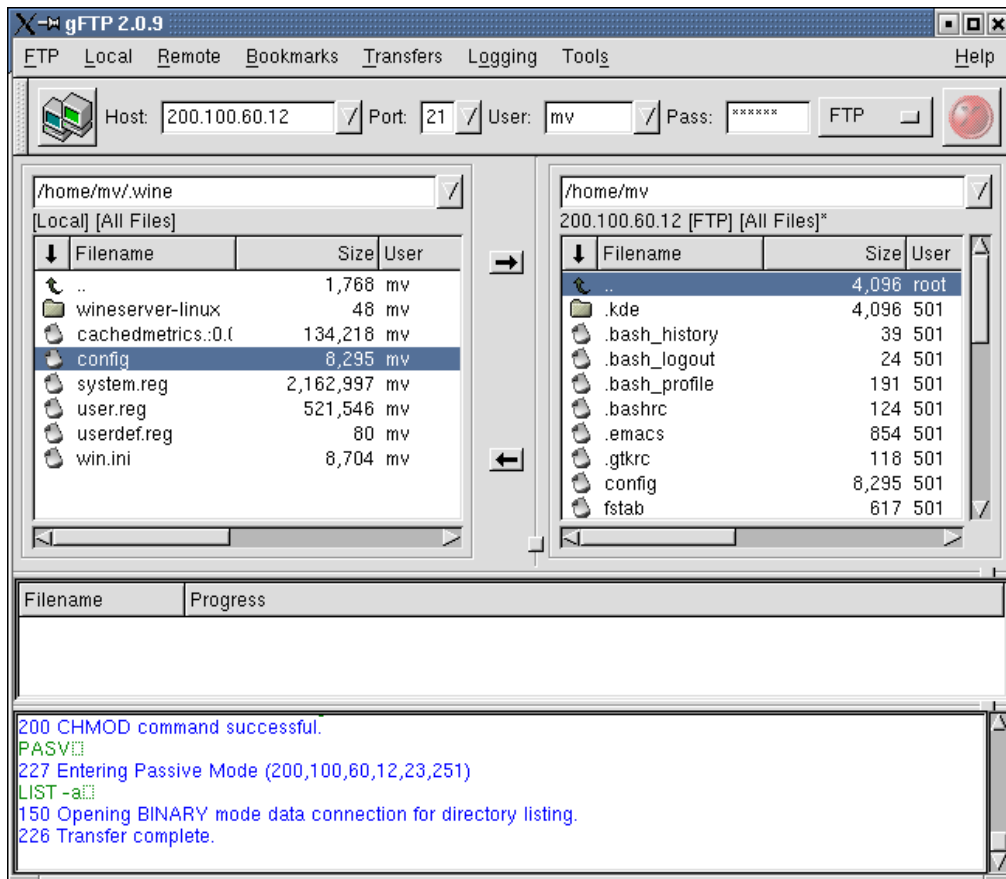 gFTP 2.0.9
FTP Local Remote Bookmarks Transfers Logging Tools Help
Host: 200.100.60.12 Port: 21 User: mv Pass: ****** FTP
/home/mv/.wine
[Local] [All Files]
Filename Size User
.. 1,768 mv
wineserver-linux 48 mv
cachedmetrics.:0.( 134,218 mv
config 8,295 mv
system.reg 2,162,997 mv
user.reg 521,546 mv
userdef.reg 80 mv
win.ini 8,704 mv
/home/mv
200.100.60.12 [FTP] [All Files]*
Filename Size User
.. 4,096 root
.kde 4,096 501
.bash_history 39 501
.bash_logout 24 501
.bash_profile 191 501
.bashrc 124 501
.emacs 854 501
.gtkrc 118 501
config 8,295 501
fstab 617 501
Filename Progress
200 CHMOD command successful.
PASV
227 Entering Passive Mode (200,100,60,12,23,251)
LIST -a
150 Opening BINARY mode data connection for directory listing.
226 Transfer complete.